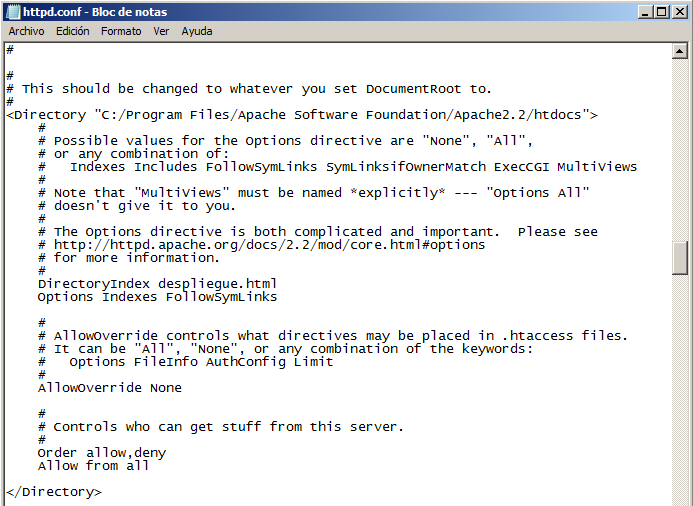 httpd.conf - Bloc de notas
Archivo Edición Formato Ver Ayuda
#
#
# This should be changed to whatever you set DocumentRoot to.
#
<Directory "C:/Program Files/Apache Software Foundation/Apache2.2/htdocs">
#
# Possible values for the Options directive are "None", "All",
# or any combination of:
# Indexes Includes FollowSymLinks SymLinksifOwnerMatch ExecCGI MultiViews
#
# Note that "MultiViews" must be named *explicitly* --- "Options All"
# doesn't give it to you.
#
# The Options directive is both complicated and important. Please see
# http://httpd.apache.org/docs/2.2/mod/core.html#options
# for more information.
#
DirectoryIndex despliegue.html
Options Indexes FollowSymLinks
#
# AllowOverride controls what directives may be placed in .htaccess files.
# It can be "All", "None", or any combination of the keywords:
# Options FileInfo AuthConfig Limit
#
AllowOverride None
#
# Controls who can get stuff from this server.
#
Order allow,deny
Allow from all
</Directory>